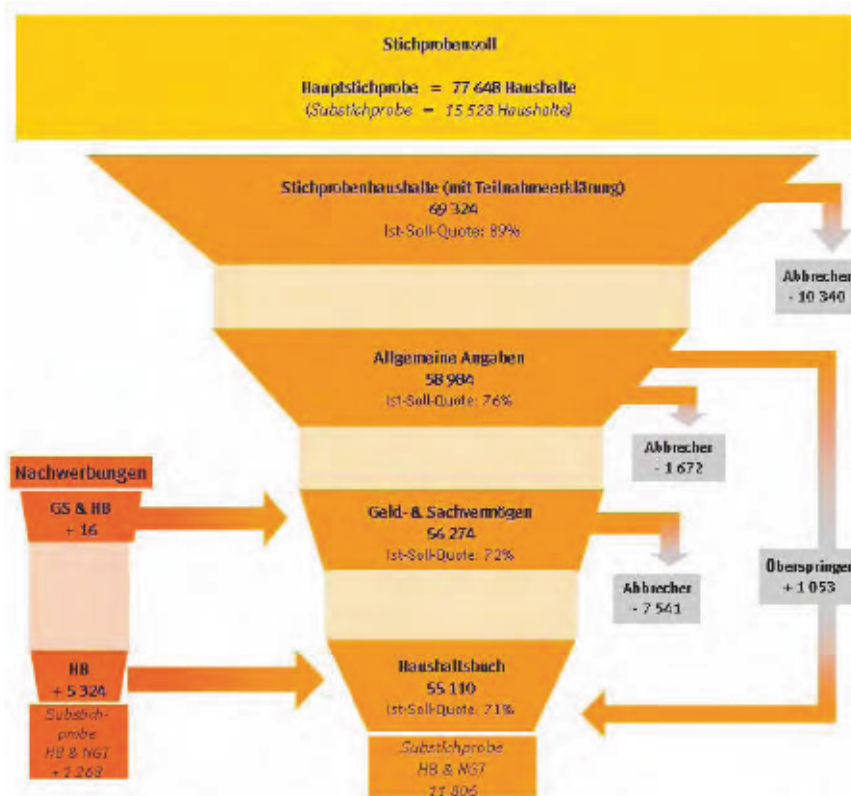 Stichprobensoll
Hauptstichprobe = 77 648 Haushalte
(Substichprobe = 15 528 Haushalte)
Stichprobenhaushalte (mit Teilnahmeerklärung)
69 324
Ist-Soll-Quote: 89%
Abbrecher
- 10 340
Allgemeine Angaben
58 984
Ist-Soll-Quote: 76%
Abbrecher
- 1 672
Nachwerbungen
GS & HB
+ 16
Geld- & Sachvermögen
56 274
Ist-Soll-Quote: 72%
Abbrecher
- 7 541
Überspringer
+ 1 053
HB
+ 5 324
Haushaltsbuch
55 110
Ist-Soll-Quote: 71%
Substich-
probe
HB & NGT
Substichprobe
HB & NGT
11 806